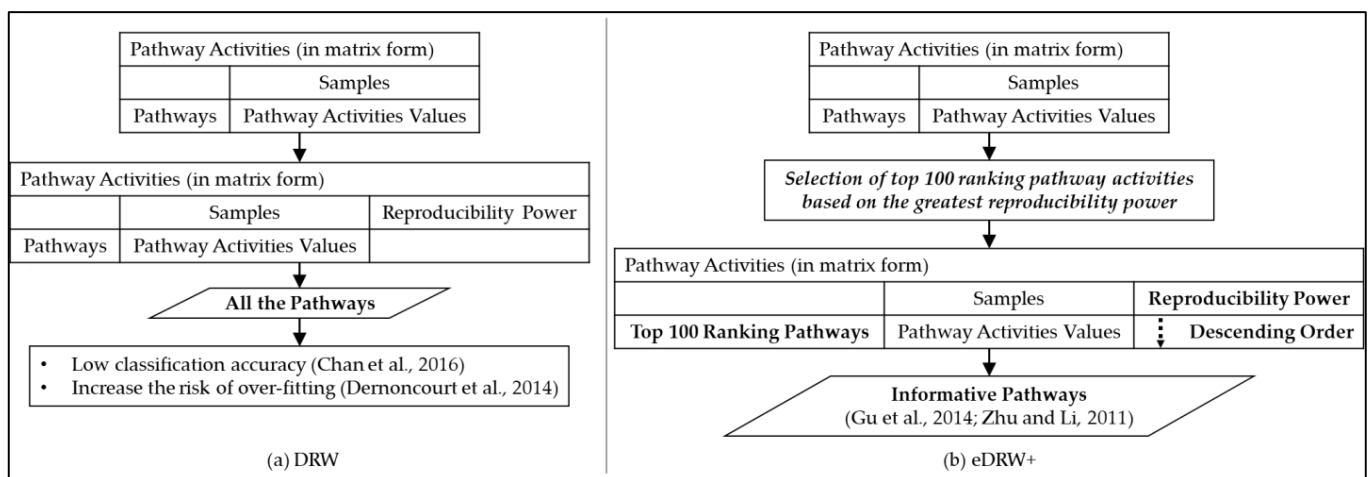 Pathway Activities (in matrix form)
Samples
Pathways Pathway Activities Values
Pathway Activities (in matrix form)
Samples Reproducibility Power
Pathways Pathway Activities Values
All the Pathways
• Low classification accuracy (Chan et al., 2016)
• Increase the risk of over-fitting (Dernoncourt et al., 2014)
(a) DRW
Pathway Activities (in matrix form)
Samples
Pathways Pathway Activities Values
Selection of top 100 ranking pathway activities
based on the greatest reproducibility power
Pathway Activities (in matrix form)
Samples Reproducibility Power
Top 100 Ranking Pathways Pathway Activities Values Descending Order
Informative Pathways
(Gu et al., 2014; Zhu and Li, 2011)
(b) eDRW+